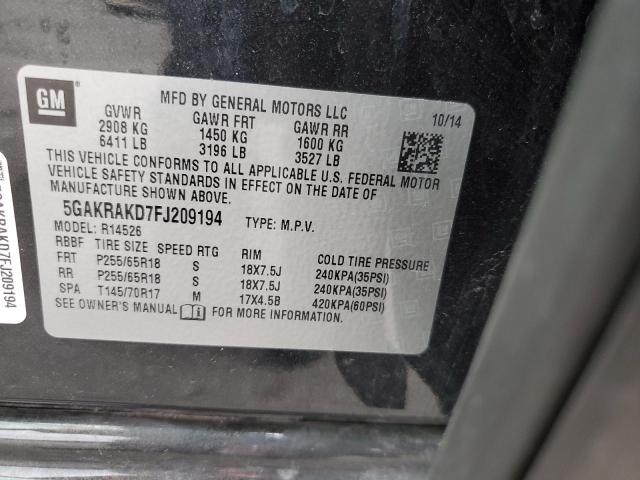 GM
MFD BY GENERAL MOTORS LLC
10/14
GVWR GAWR FRT GAWR RR
2908 KG 1450 KG 1600 KG
6411 LB 3196 LB 3527 LB
THIS VEHICLE CONFORMS TO ALL APPLICABLE U.S. FEDERAL MOTOR
VEHICLE SAFETY STANDARDS IN EFFECT ON THE DATE OF
MANUFACTURE SHOWN ABOVE.
5GAKRAKD7FJ209194 TYPE: M.P.V.
MODEL: R14526
RBBF TIRE SIZE SPEED RTG RIM COLD TIRE PRESSURE
FRT P255/65R18 S 18X7.5J 240KPA(35PSI)
RR P255/65R18 S 18X7.5J 240KPA(35PSI)
SPA T145/70R17 M 17X4.5B 420KPA(60PSI)
SEE OWNER'S MANUAL FOR MORE INFORMATION.
5GAKRAKD7FJ209194